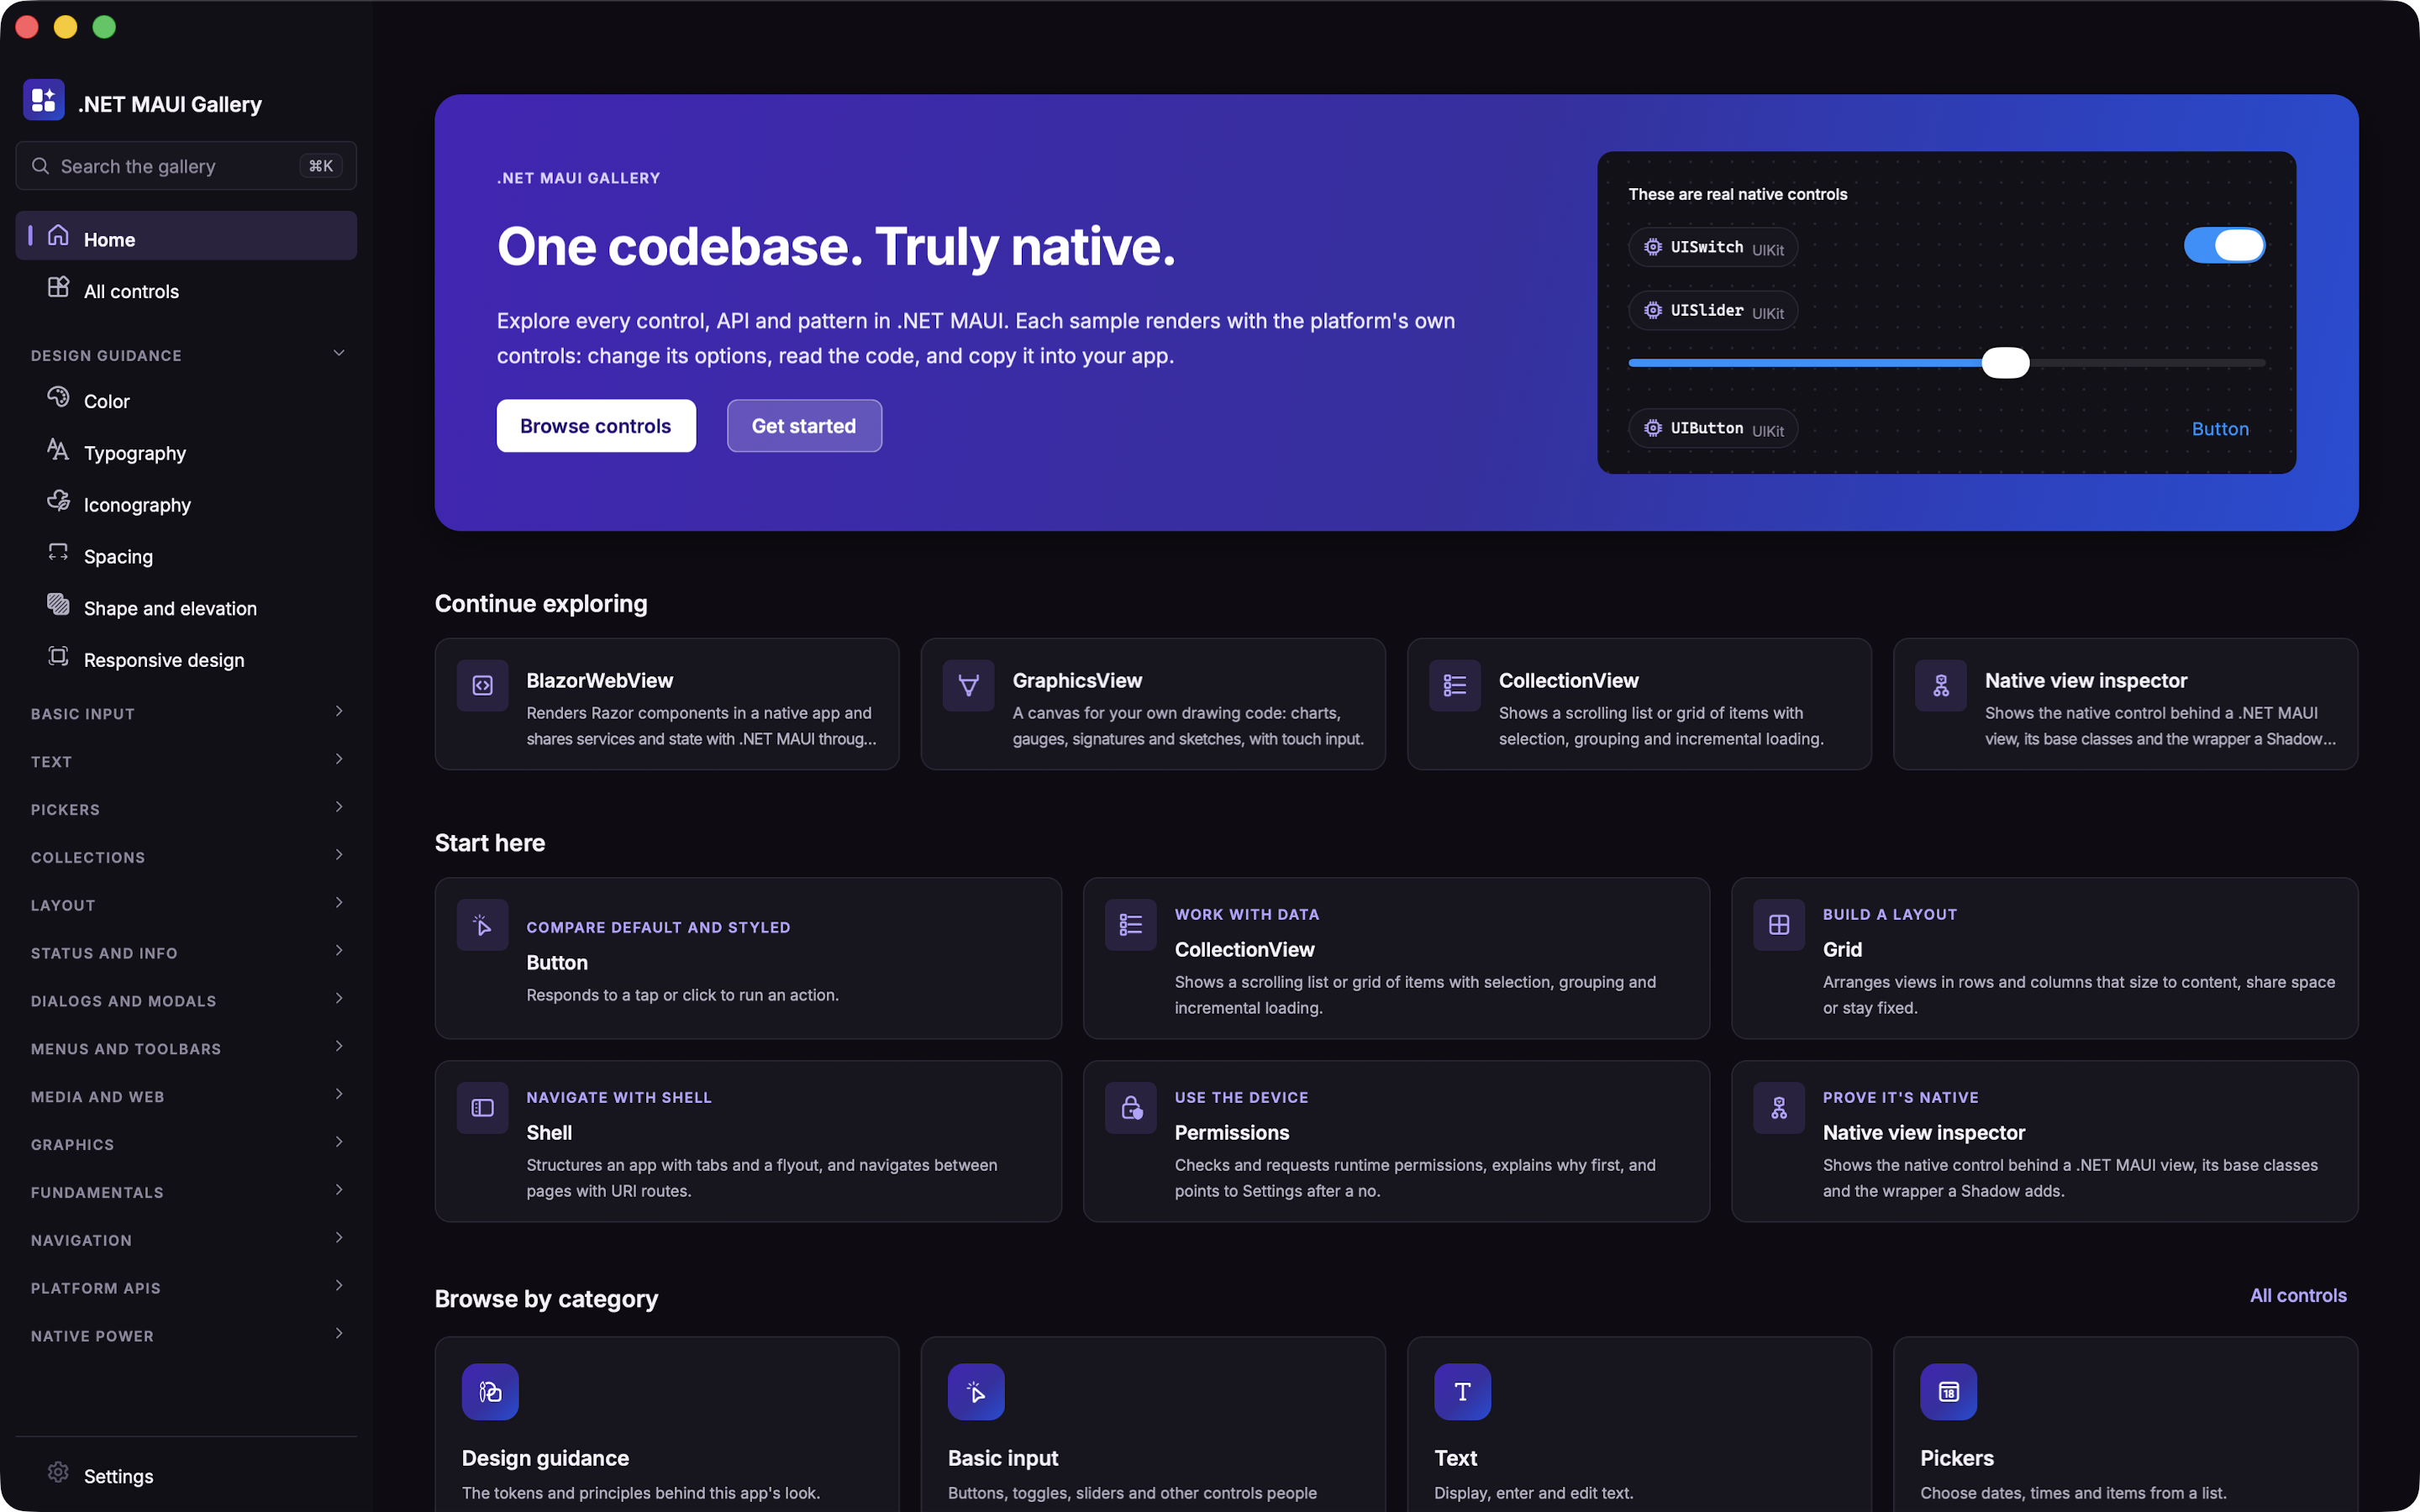 .NET MAUI Gallery
Search the gallery ⌘K
Home
All controls
DESIGN GUIDANCE
Color
Typography
Iconography
Spacing
Shape and elevation
Responsive design
BASIC INPUT
TEXT
PICKERS
COLLECTIONS
LAYOUT
STATUS AND INFO
DIALOGS AND MODALS
MENUS AND TOOLBARS
MEDIA AND WEB
GRAPHICS
FUNDAMENTALS
NAVIGATION
PLATFORM APIS
NATIVE POWER
Settings
.NET MAUI GALLERY
One codebase. Truly native.
Explore every control, API and pattern in .NET MAUI. Each sample renders with the platform's own
controls: change its options, read the code, and copy it into your app.
Browse controls
Get started
These are real native controls
UISwitch UIKit
UISlider UIKit
UIButton UIKit
Button
Continue exploring
BlazorWebView
Renders Razor components in a native app and
shares services and state with .NET MAUI throug...
GraphicsView
A canvas for your own drawing code: charts,
gauges, signatures and sketches, with touch input.
CollectionView
Shows a scrolling list or grid of items with
selection, grouping and incremental loading.
Native view inspector
Shows the native control behind a .NET MAUI
view, its base classes and the wrapper a Shadow...
Start here
COMPARE DEFAULT AND STYLED
Button
Responds to a tap or click to run an action.
WORK WITH DATA
CollectionView
Shows a scrolling list or grid of items with selection, grouping and
incremental loading.
BUILD A LAYOUT
Grid
Arranges views in rows and columns that size to content, share space
or stay fixed.
NAVIGATE WITH SHELL
Shell
Structures an app with tabs and a flyout, and navigates between
pages with URI routes.
USE THE DEVICE
Permissions
Checks and requests runtime permissions, explains why first, and
points to Settings after a no.
PROVE IT'S NATIVE
Native view inspector
Shows the native control behind a .NET MAUI view, its base classes
and the wrapper a Shadow adds.
Browse by category
All controls
Design guidance
The tokens and principles behind this app's look.
Basic input
Buttons, toggles, sliders and other controls people
T
Text
Display, enter and edit text.
18
Pickers
Choose dates, times and items from a list.